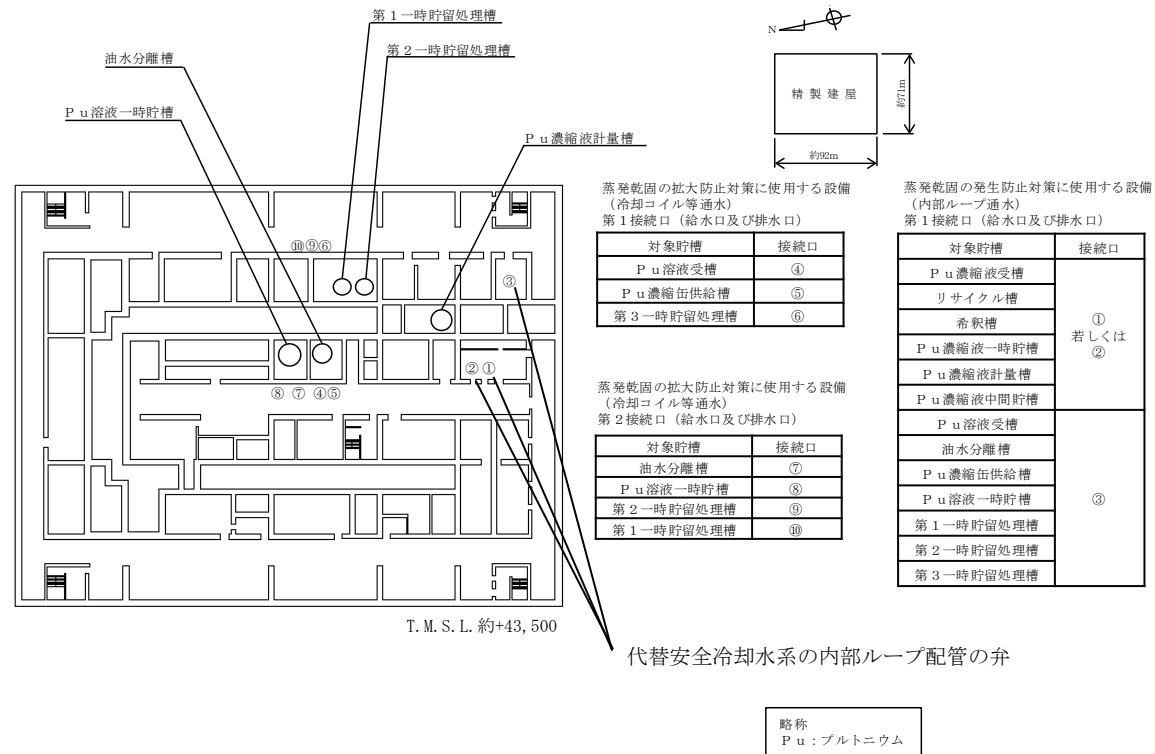 第1一時貯留処理槽
第2一時貯留処理槽
油水分離槽
Pu溶液一時貯槽
Pu濃縮液計量槽
N
精製建屋
約71m
約92m
⑩⑨⑥
③
② ①
⑧ ⑦ ④⑤
T.M.S.L.約+43,500
代替安全冷却水系の内部ループ配管の弁
蒸発乾固の拡大防止対策に使用する設備
(冷却コイル等通水)
第1接続口(給水口及び排水口)
対象貯槽 接続口
Pu溶液受槽 ④
Pu濃縮缶供給槽 ⑤
第3一時貯留処理槽 ⑥
蒸発乾固の拡大防止対策に使用する設備
(冷却コイル等通水)
第2接続口(給水口及び排水口)
対象貯槽 接続口
油水分離槽 ⑦
Pu溶液一時貯槽 ⑧
第2一時貯留処理槽 ⑨
第1一時貯留処理槽 ⑩
蒸発乾固の発生防止対策に使用する設備
(内部ループ通水)
第1接続口(給水口及び排水口)
対象貯槽 接続口
Pu濃縮液受槽
リサイクル槽
希釈槽
Pu濃縮液一時貯槽
Pu濃縮液計量槽
Pu濃縮液中間貯槽
①
若しくは
②
Pu溶液受槽
油水分離槽
Pu濃縮缶供給槽
Pu溶液一時貯槽
第1一時貯留処理槽
第2一時貯留処理槽
第3一時貯留処理槽
③
略称
Pu:プルトニウム